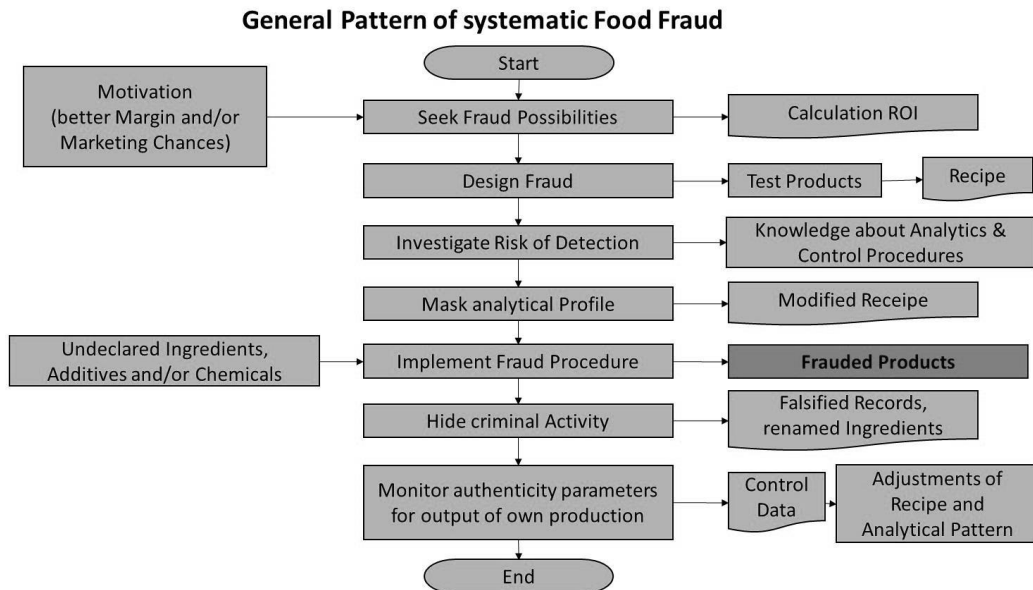 General Pattern of systematic Food Fraud
Start
Motivation
(better Margin and/or
Marketing Chances)
Seek Fraud Possibilities
Calculation ROI
Design Fraud
Test Products
Recipe
Investigate Risk of Detection
Knowledge about Analytics &
Control Procedures
Mask analytical Profile
Modified Receipe
Undeclared Ingredients,
Additives and/or Chemicals
Implement Fraud Procedure
Frauded Products
Hide criminal Activity
Falsified Records,
renamed Ingredients
Monitor authenticity parameters
for output of own production
Control
Data
Adjustments of
Recipe and
Analytical Pattern
End